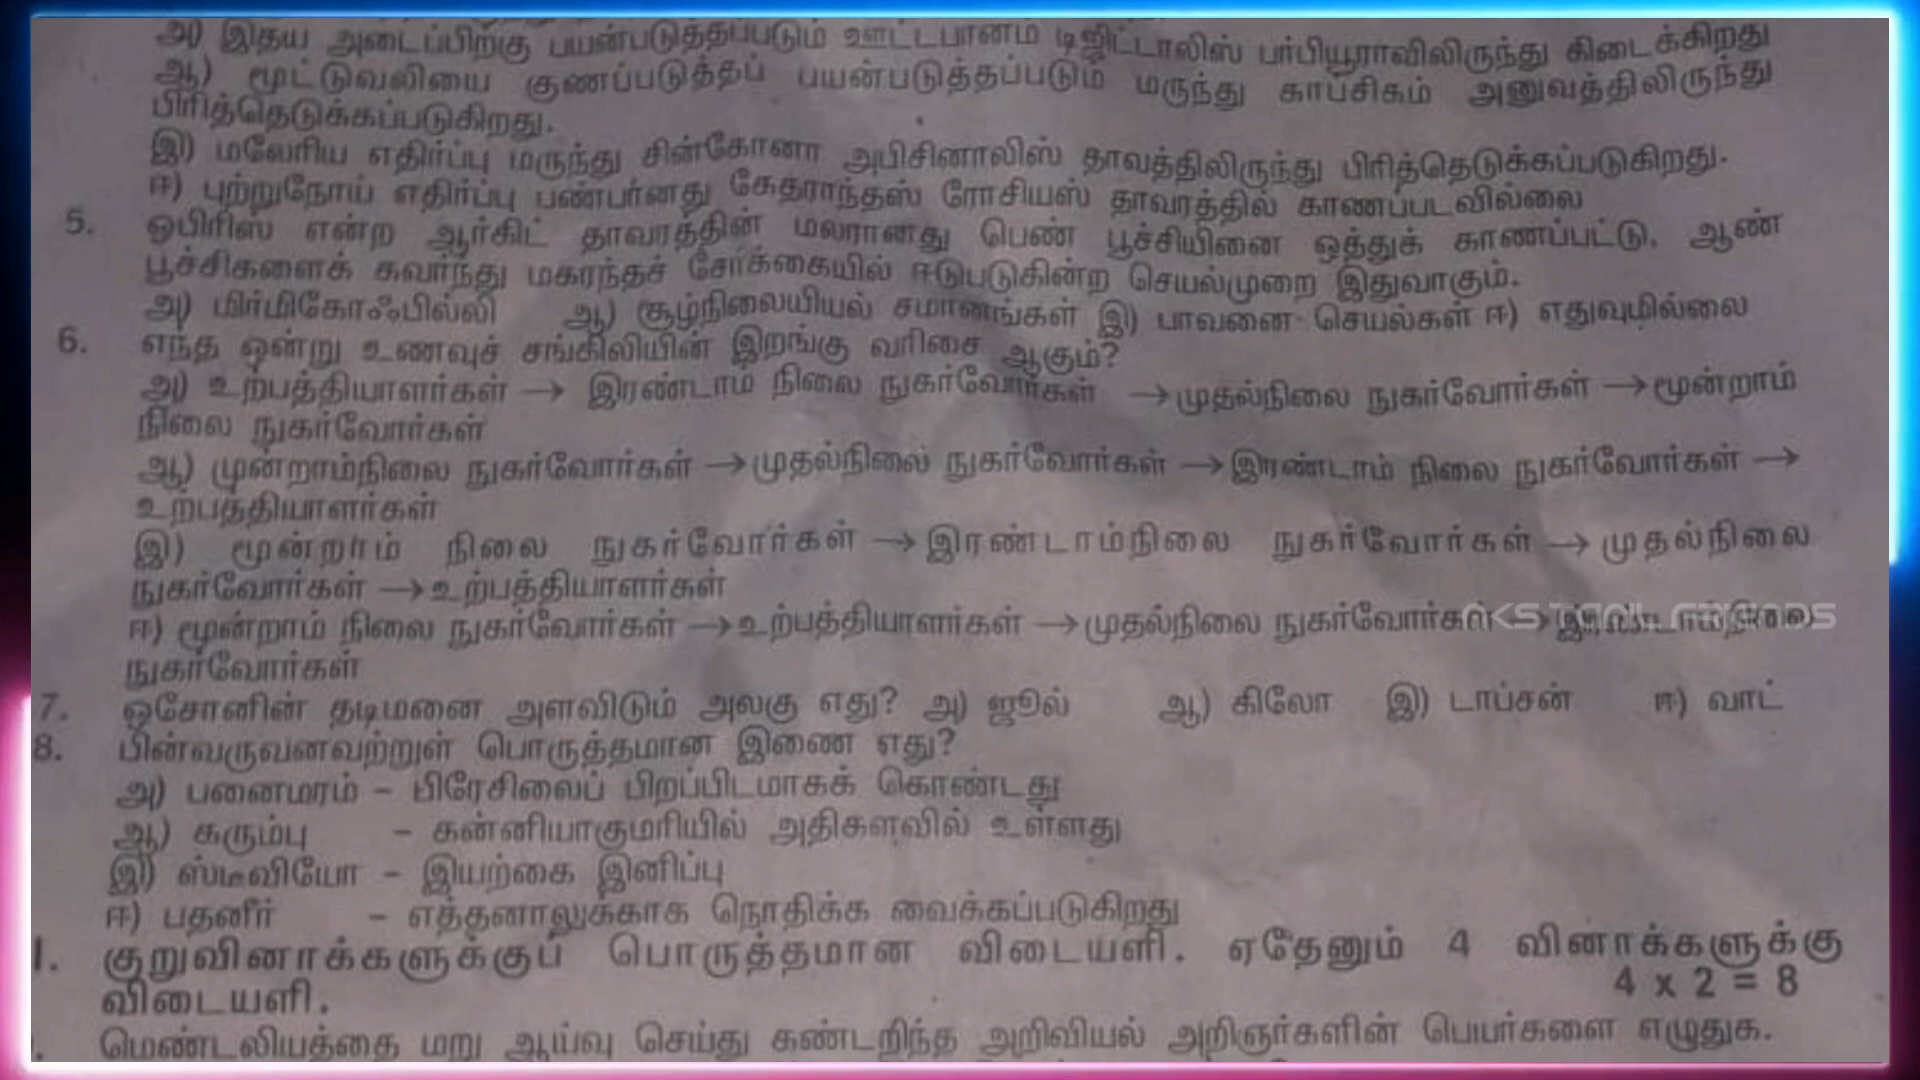 அ) இதய அடைப்பிற்கு பயன்படுத்தப்படும் ஊட்டபானம் டிஜிட்டாலிஸ் பர்பியூராவிலிருந்து கிடைக்கிறது
ஆ) மூட்டுவலியை குணப்படுத்தப் பயன்படுத்தப்படும் மருந்து காப்சிகம் அனுவத்திலிருந்து
பிரித்தெடுக்கப்படுகிறது.
இ) மலேரிய எதிர்ப்பு மருந்து சின்கோனா அபிசினாலிஸ் தாவத்திலிருந்து பிரித்தெடுக்கப்படுகிறது.
ஈ) புற்றுநோய் எதிர்ப்பு பண்பானது கேதராந்தஸ் ரோசியஸ் தாவரத்தில் காணப்படவில்லை
5. ஒபிரிஸ் என்ற ஆர்கிட் தாவரத்தின் மலரானது பெண் பூச்சியினை ஒத்துக் காணப்பட்டு. ஆண்
பூச்சிகளைக் கவர்ந்து மகரந்தச் சேர்க்கையில் ஈடுபடுகின்ற செயல்முறை இதுவாகும்.
அ) மிர்மிகோஃபில்லி ஆ) சூழ்நிலையியல் சமானங்கள் இ) பாவனை செயல்கள் ஈ) எதுவுமில்லை
6. எந்த ஒன்று உணவுச் சங்கிலியின் இறங்கு வரிசை ஆகும்?
அ) உற்பத்தியாளர்கள் → இரண்டாம் நிலை நுகர்வோர்கள் → முதல்நிலை நுகர்வோர்கள் → மூன்றாம்
நிலை நுகர்வோர்கள்
ஆ) முன்றாம்நிலை நுகர்வோர்கள் → முதல்நிலை நுகர்வோர்கள் → இரண்டாம் நிலை நுகர்வோர்கள் →
உற்பத்தியாளர்கள்
இ) மூன்றாம் நிலை நுகர்வோர்கள் → இரண்டாம்நிலை நுகர்வோர்கள் → முதல்நிலை
நுகர்வோர்கள் → உற்பத்தியாளர்கள்
ஈ) மூன்றாம் நிலை நுகர்வோர்கள் → உற்பத்தியாளர்கள் → முதல்நிலை நுகர்வோர்கள் → இரண்டாம்நிலை
நுகர்வோர்கள்
7. ஒசோனின் தடிமனை அளவிடும் அலகு எது? அ) ஜூல் ஆ) கிலோ இ) டாப்சன் ஈ) வாட்
8. பின்வருவனவற்றுள் பொருத்தமான இணை எது?
அ) பனைமரம் – பிரேசிலைப் பிறப்பிடமாகக் கொண்டது
ஆ) கரும்பு – கன்னியாகுமரியில் அதிகளவில் உள்ளது
இ) ஸ்டீவியோ – இயற்கை இனிப்பு
ஈ) பதனீர் – எத்தனாலுக்காக நொதிக்க வைக்கப்படுகிறது
I. குறுவினாக்களுக்குப் பொருத்தமான விடையளி. ஏதேனும் 4 வினாக்களுக்கு
விடையளி. 4 x 2 = 8
மெண்டலியத்தை மறு ஆய்வு செய்து கண்டறிந்த அறிவியல் அறிஞர்களின் பெயர்களை எழுதுக.